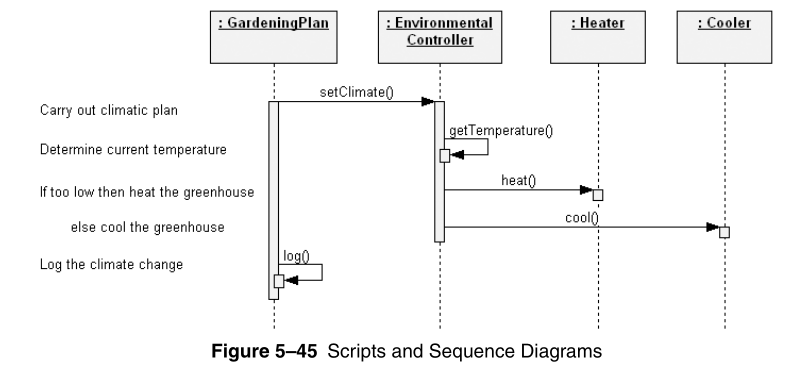 : GardeningPlan
: Environmental
Controller
: Heater
: Cooler
setClimate()
Carry out climatic plan
getTemperature()
Determine current temperature
heat()
If too low then heat the greenhouse
cool()
else cool the greenhouse
log()
Log the climate change
Figure 5–45 Scripts and Sequence Diagrams